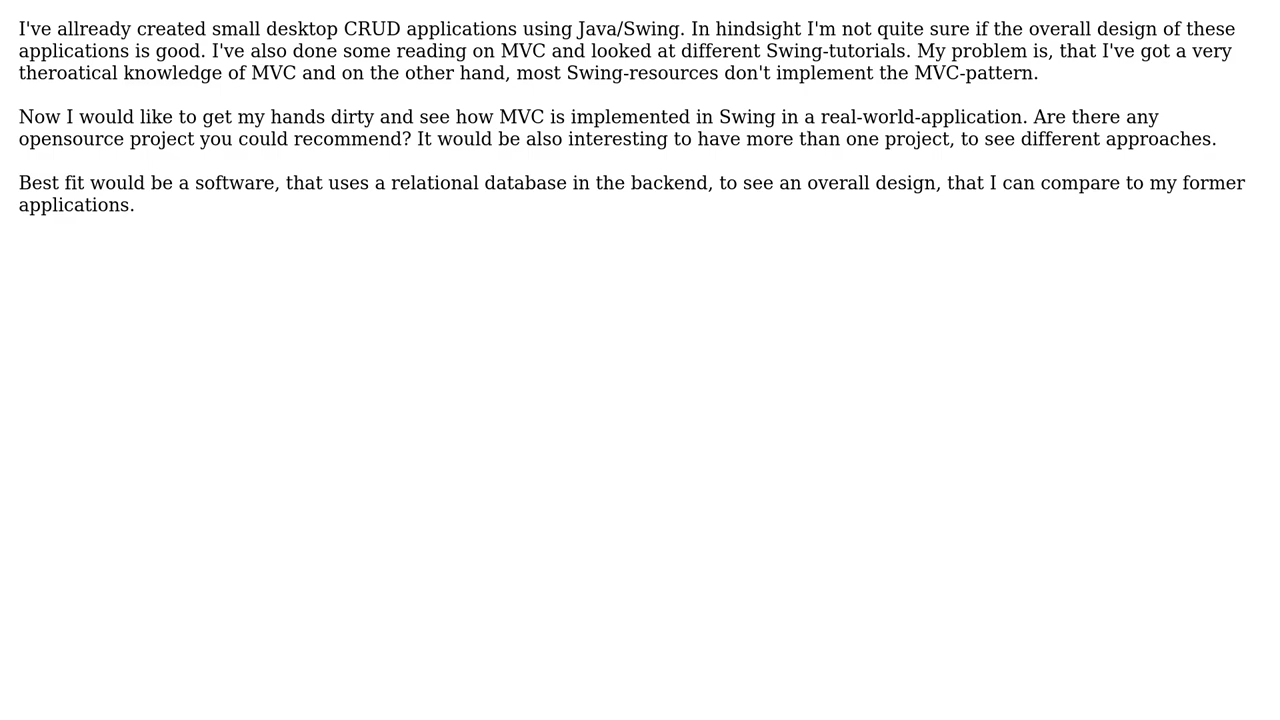 I've allready created small desktop CRUD applications using Java/Swing. In hindsight I'm not quite sure if the overall design of these
applications is good. I've also done some reading on MVC and looked at different Swing-tutorials. My problem is, that I've got a very
theroatical knowledge of MVC and on the other hand, most Swing-resources don't implement the MVC-pattern.
Now I would like to get my hands dirty and see how MVC is implemented in Swing in a real-world-application. Are there any
opensource project you could recommend? It would be also interesting to have more than one project, to see different approaches.
Best fit would be a software, that uses a relational database in the backend, to see an overall design, that I can compare to my former
applications.